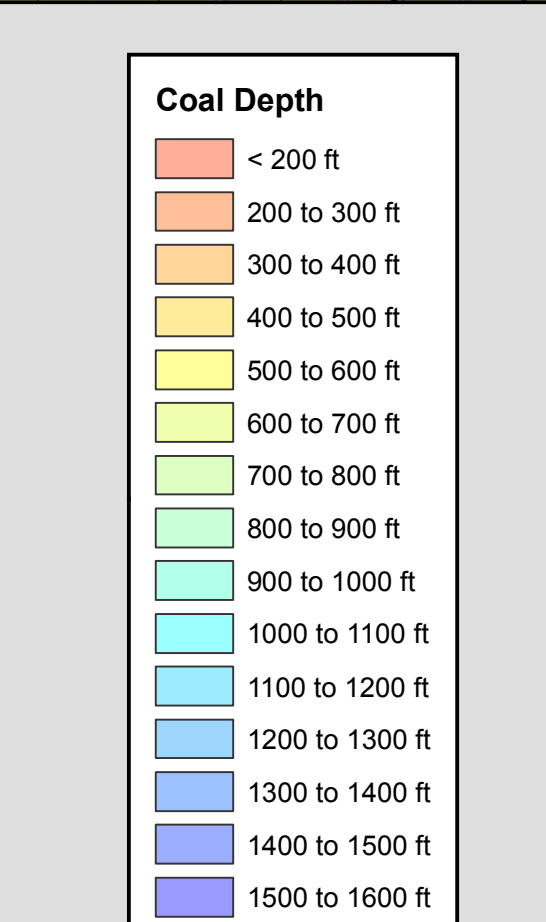 Coal Depth
< 200 ft
200 to 300 ft
300 to 400 ft
400 to 500 ft
500 to 600 ft
600 to 700 ft
700 to 800 ft
800 to 900 ft
900 to 1000 ft
1000 to 1100 ft
1100 to 1200 ft
1200 to 1300 ft
1300 to 1400 ft
1400 to 1500 ft
1500 to 1600 ft